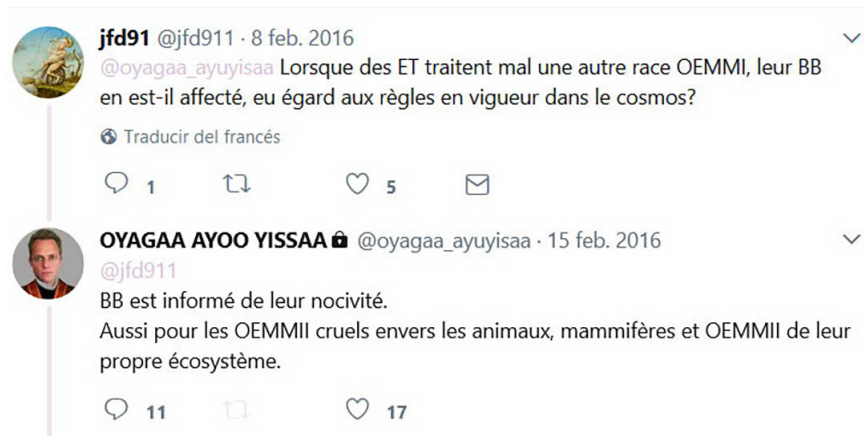 jfd91 @jfd911 · 8 feb. 2016
@oyagaa_ayuyisaa Lorsque des ET traitent mal une autre race OEMMI, leur BB
en est-il affecté, eu égard aux règles en vigueur dans le cosmos?
Traducir del francés
1 5
OYAGAA AYOO YISSAA @oyagaa_ayuyisaa · 15 feb. 2016
@jfd911
BB est informé de leur nocivité.
Aussi pour les OEMMII cruels envers les animaux, mammifères et OEMMII de leur
propre écosystème.
11 17